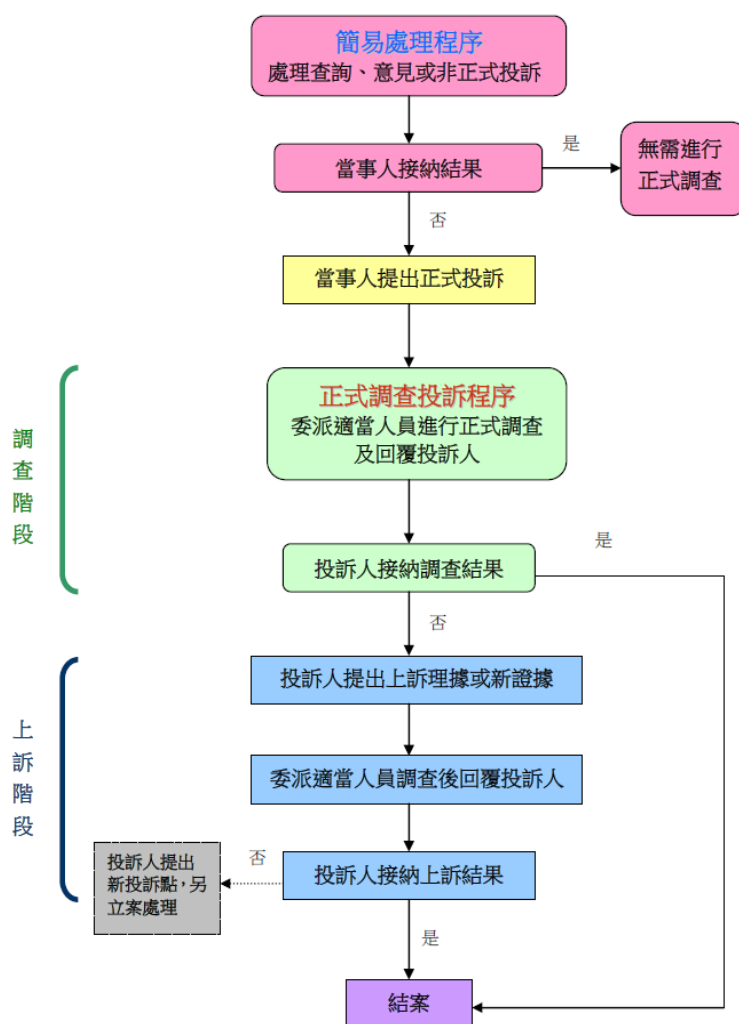 簡易處理程序
處理查詢、意見或非正式投訴
當事人接納結果
是
無需進行
正式調查
否
當事人提出正式投訴
調查階段
正式調查投訴程序
委派適當人員進行正式調查
及回覆投訴人
投訴人接納調查結果
是
否
上訴階段
投訴人提出上訴理據或新證據
委派適當人員調查後回覆投訴人
投訴人接納上訴結果
否
投訴人提出
新投訴點，另
立案處理
是
結案